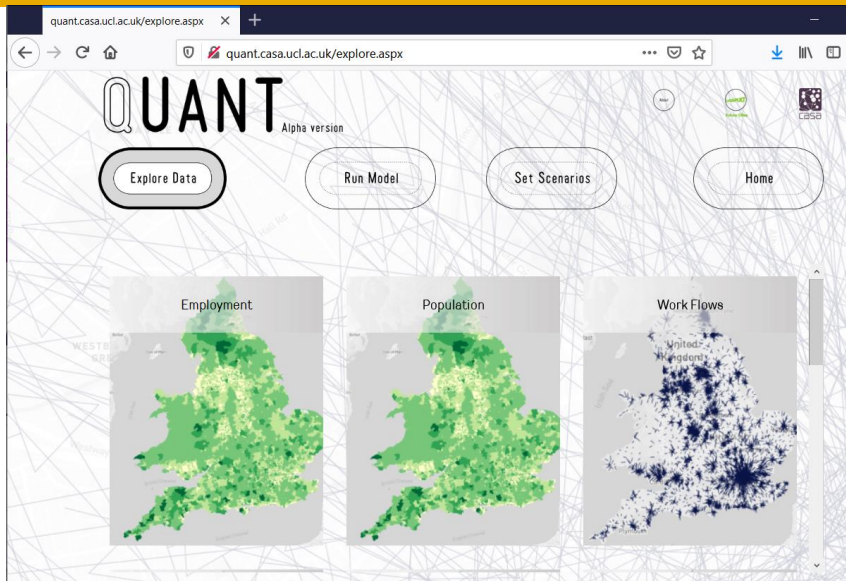 quant.casa.ucl.ac.uk/explore.aspx
quant.casa.ucl.ac.uk/explore.aspx
QUANT Alpha version
casa
Explore Data
Run Model
Set Scenarios
Home
Employment
Population
Work Flows
United
Kingdom